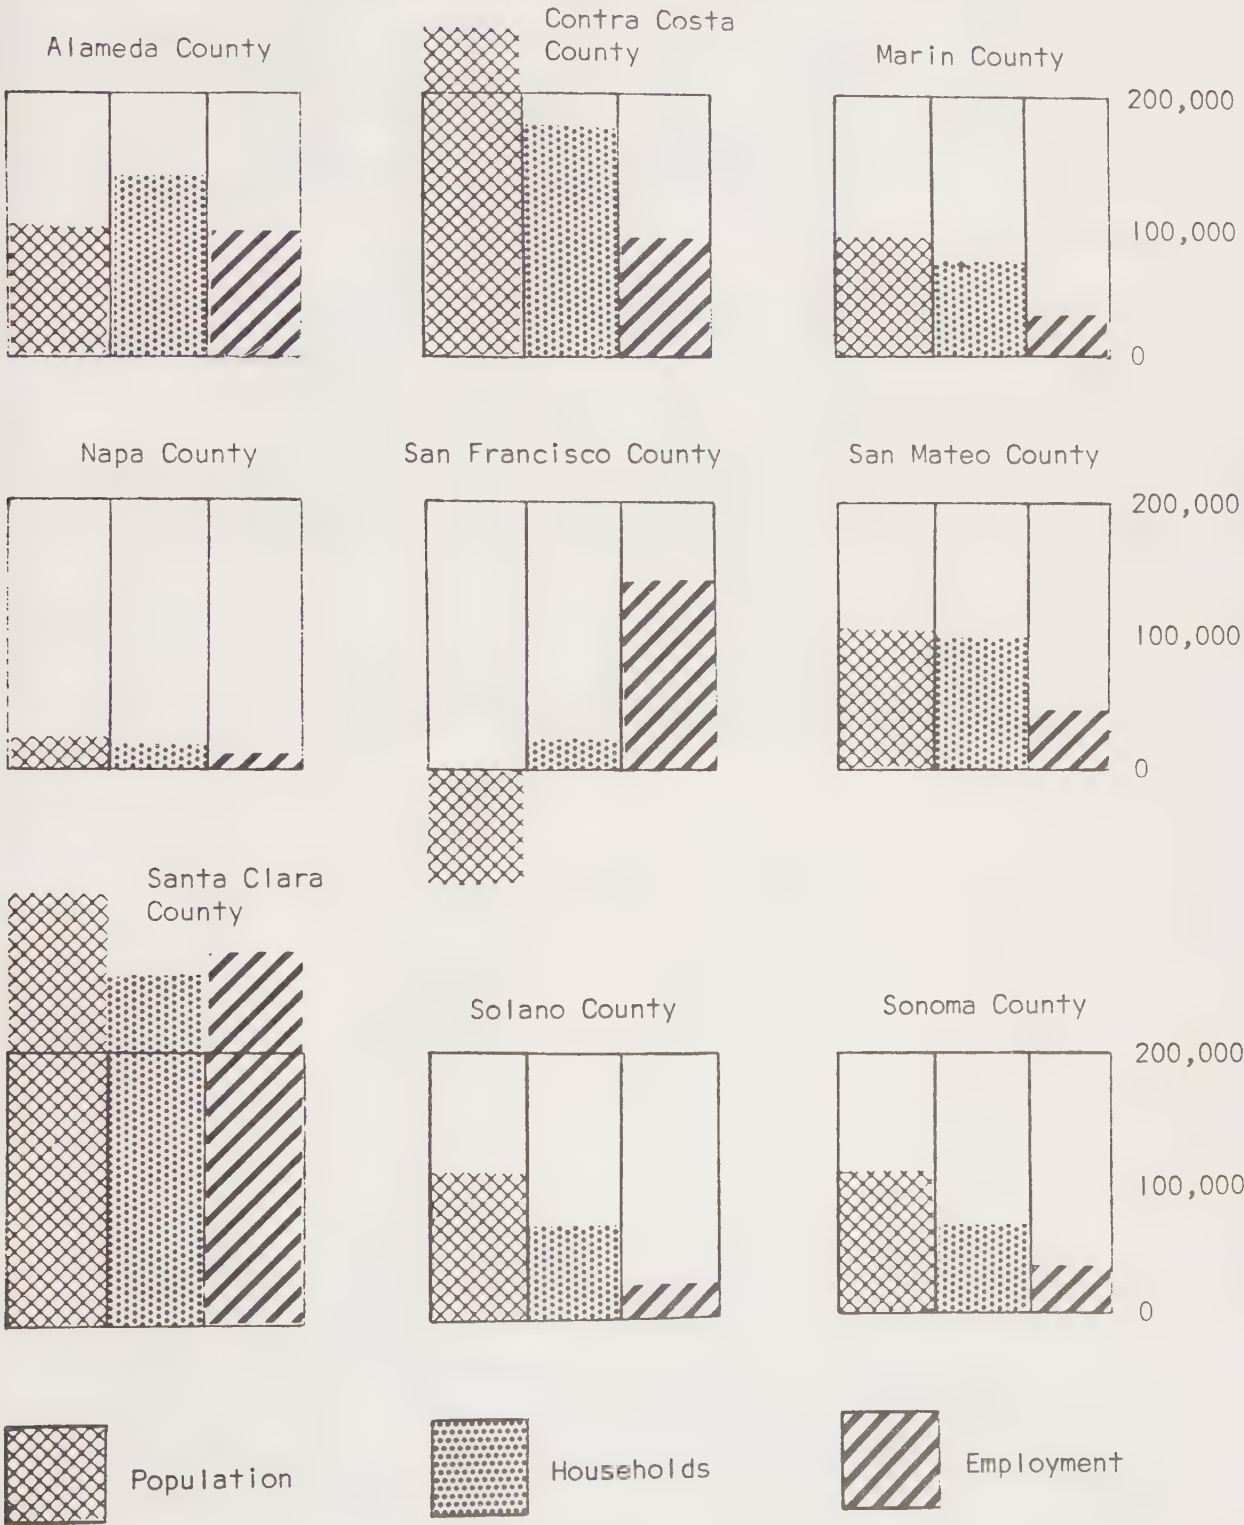 Alameda County
Contra Costa
County
Marin County
200,000
100,000
0
Napa County
San Francisco County
San Mateo County
200,000
100,000
0
Santa Clara
County
Solano County
Sonoma County
200,000
100,000
0
Population
Households
Employment